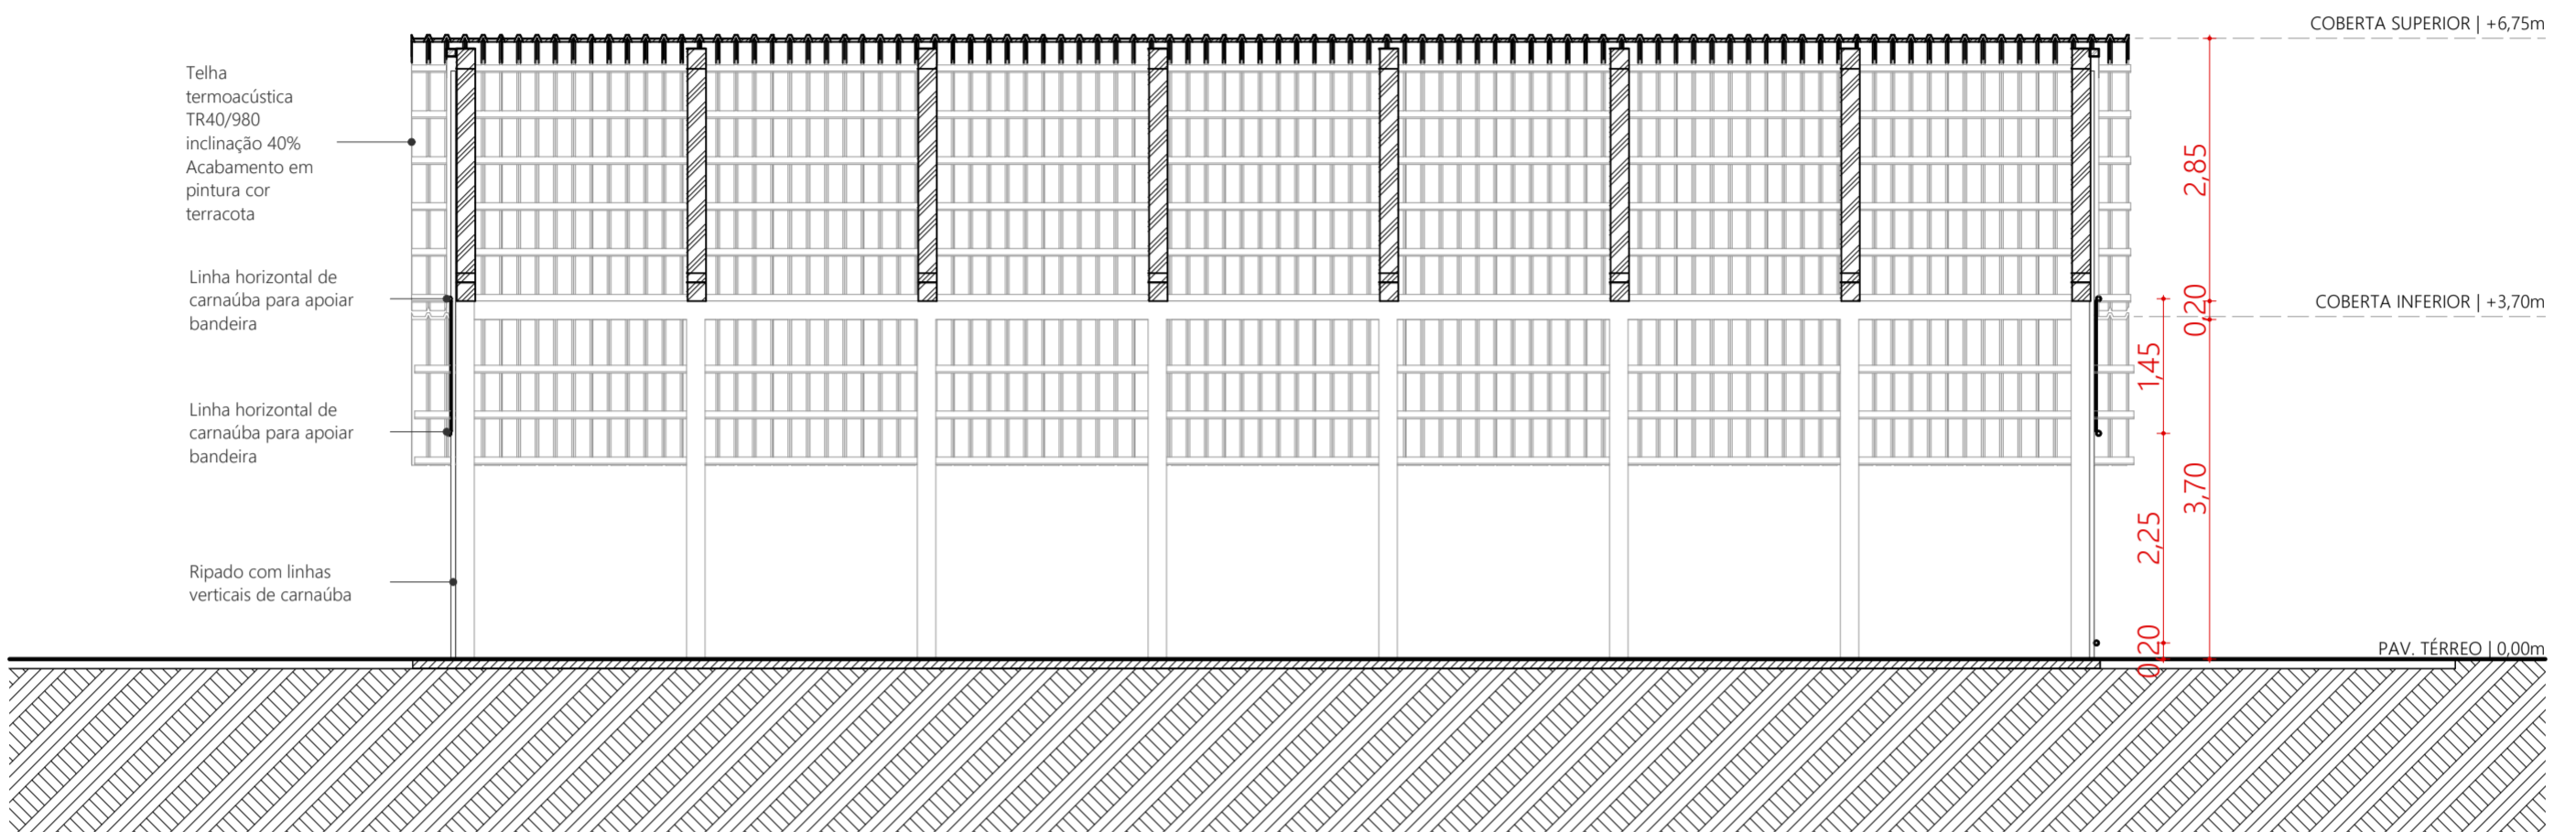 COBERTA SUPERIOR | +6,75m
Telha
termoacústica
TR40/980
inclinação 40%
Acabamento em
pintura cor
terracota
2,85
Linha horizontal de
carnaúba para apoiar
bandeira
0,20
COBERTA INFERIOR | +3,70m
1,45
Linha horizontal de
carnaúba para apoiar
bandeira
3,70
2,25
Ripado com linhas
verticais de carnaúba
0,20
PAV. TÉRREO | 0,00m